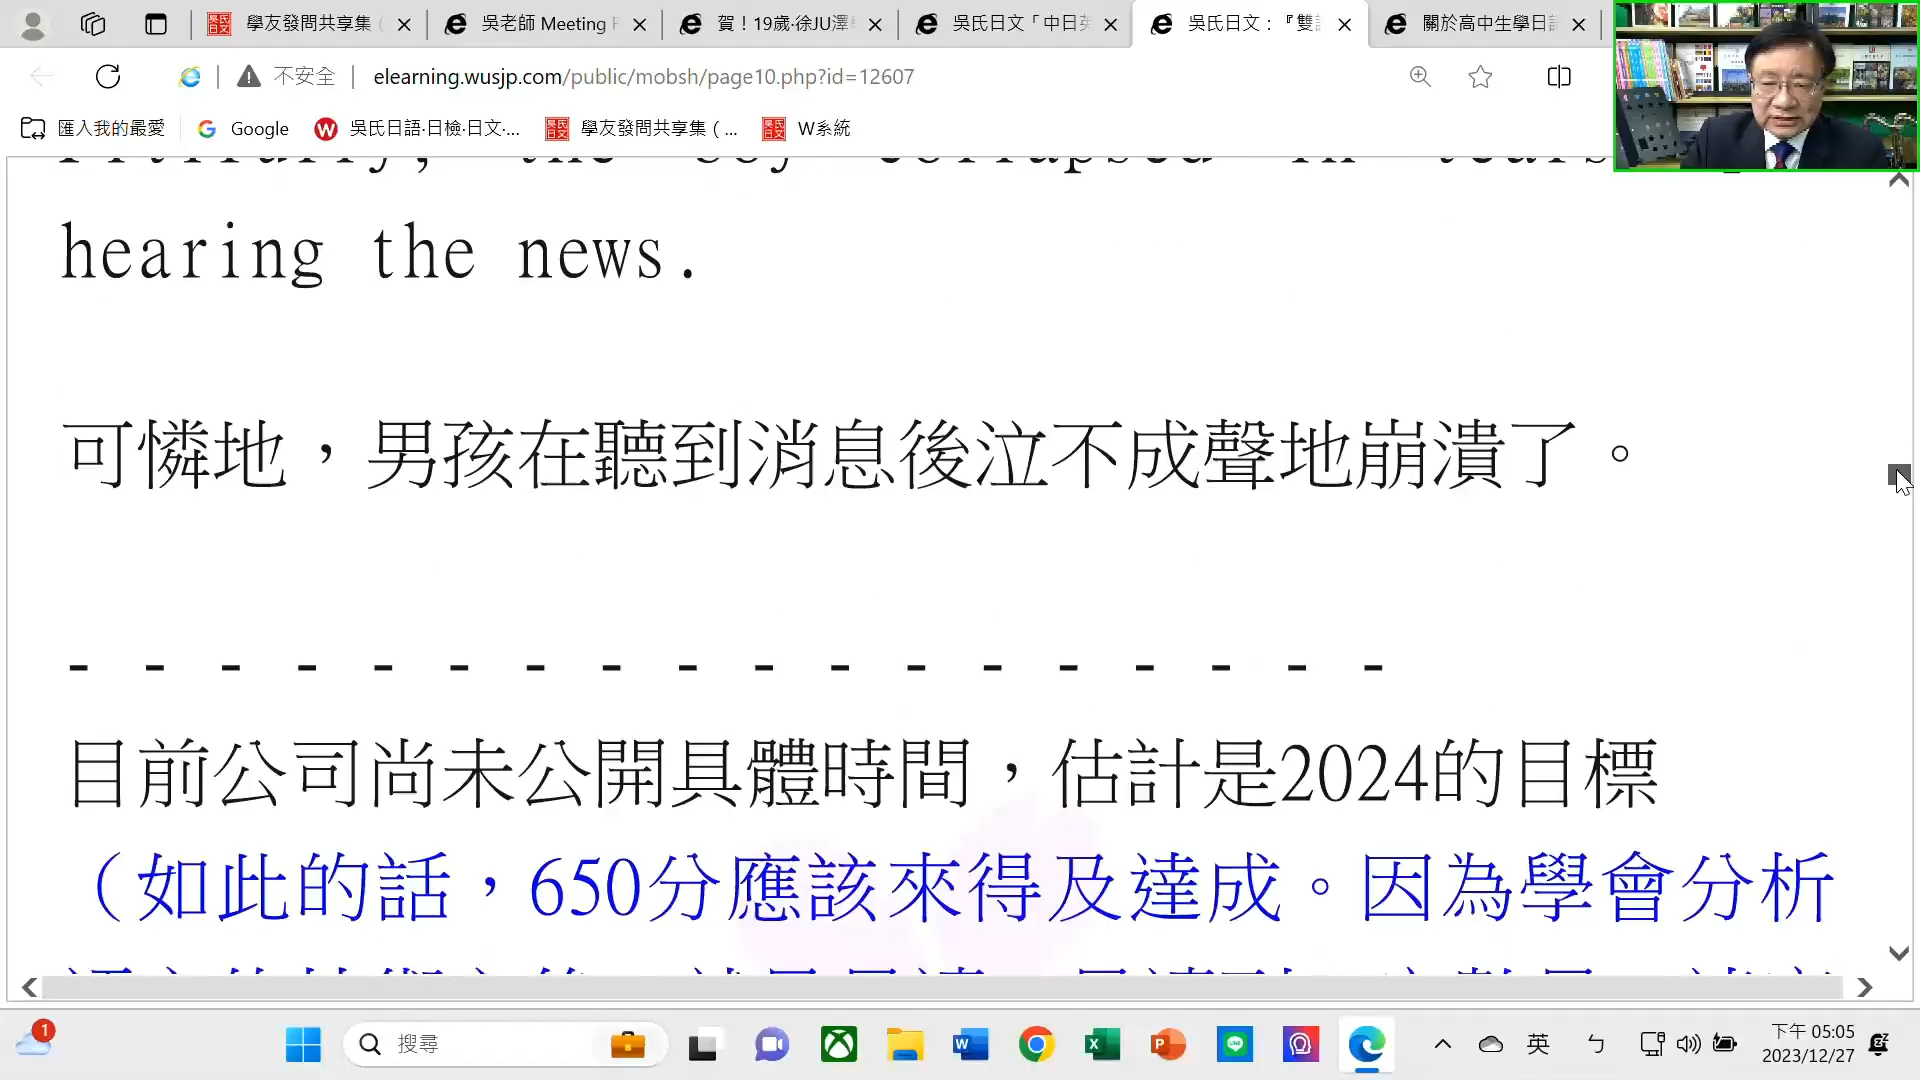 學友發問共享集（
吳老師 Meeting
賀！19歲·徐JU澤
吳氏日文「中日英
吳氏日文：『雙
關於高中生學日
不安全
elearning.wusjp.com/public/mobsh/page10.php?id=12607
匯入我的最愛
Google
吳氏日語·日檢·日文·...
學友發問共享集（...
W系統
hearing the news.
可憐地，男孩在聽到消息後泣不成聲地崩潰了。
- - - - - - - - - - - - - - - - - -
目前公司尚未公開具體時間，估計是2024的目標
（如此的話，650分應該來得及達成。因為學會分析
1
搜尋
英
ㄅ
下午 05:05
2023/12/27